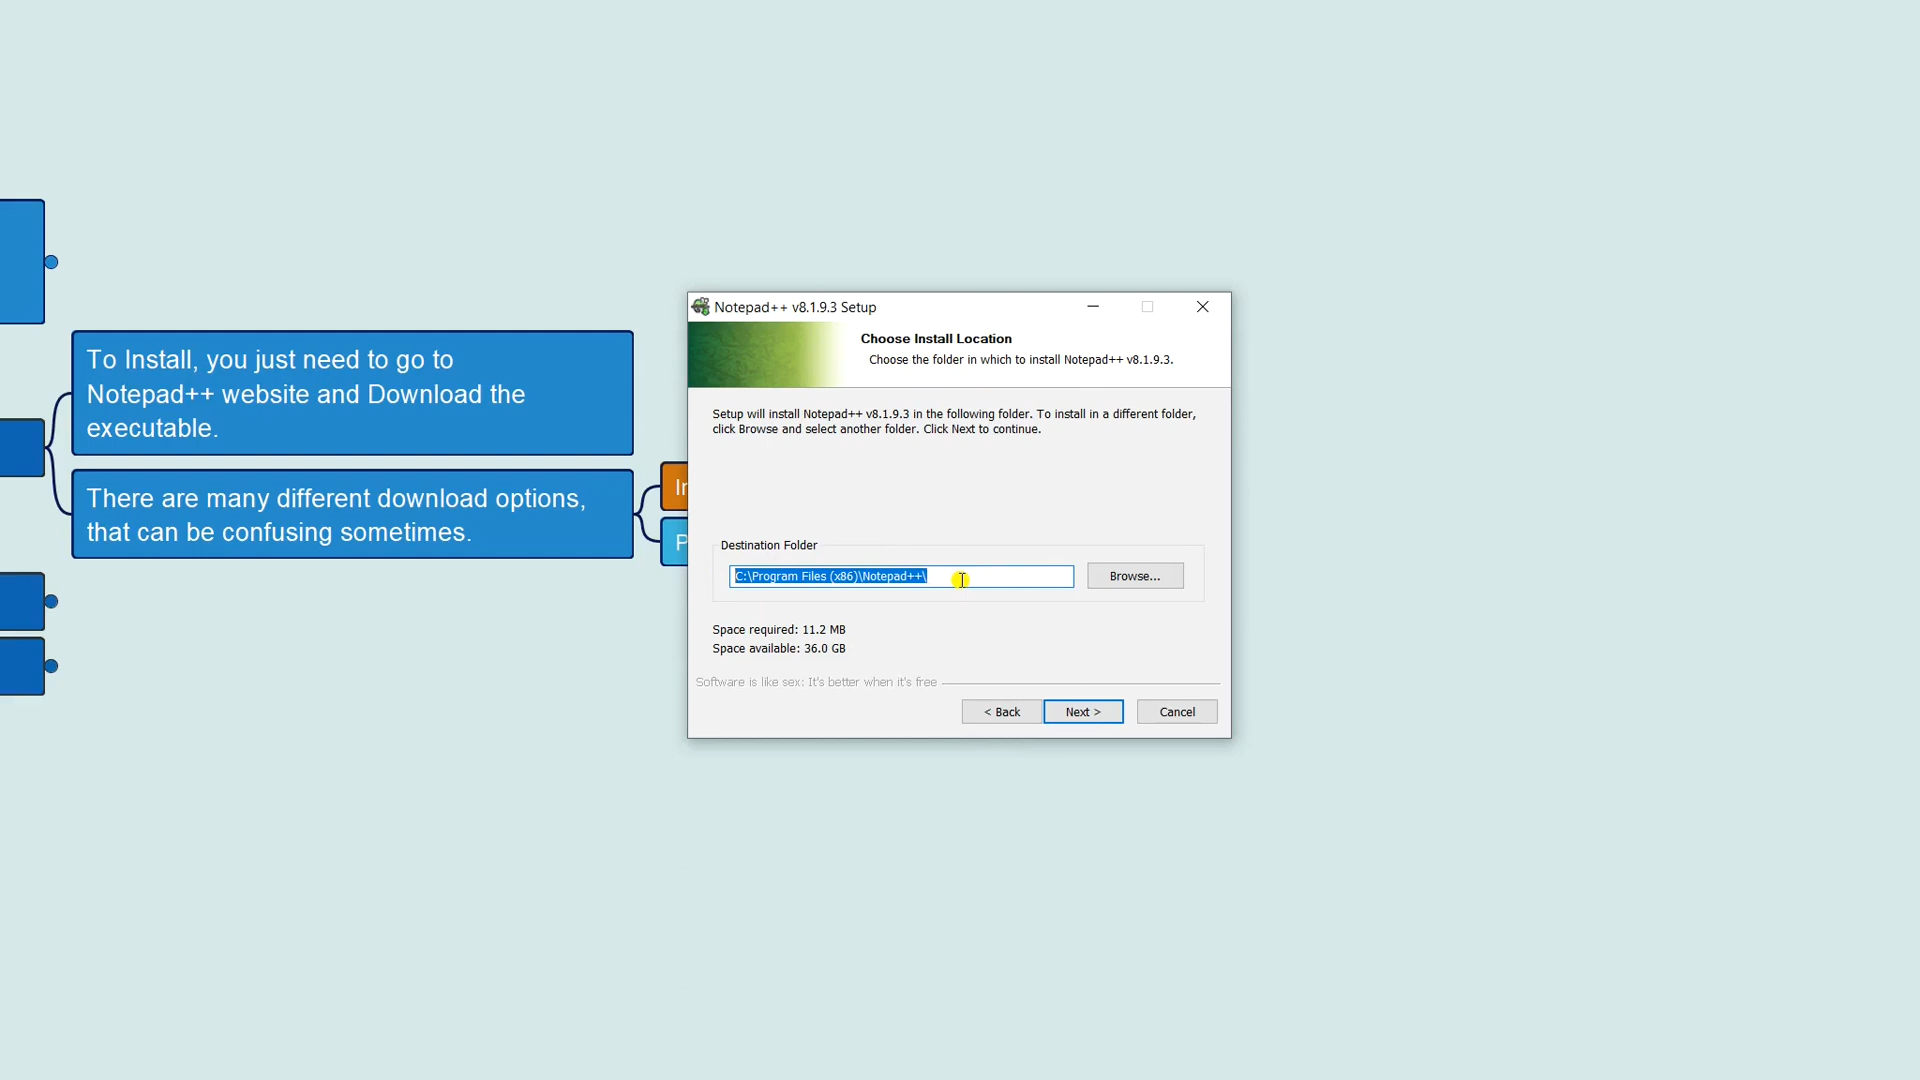 To Install, you just need to go to
Notepad++ website and Download the
executable.
There are many different download options,
that can be confusing sometimes.
Notepad++ v8.1.9.3 Setup
Choose Install Location
Choose the folder in which to install Notepad++ v8.1.9.3.
Setup will install Notepad++ v8.1.9.3 in the following folder. To install in a different folder,
click Browse and select another folder. Click Next to continue.
Destination Folder
C:\Program Files (x86)\Notepad++\
Browse...
Space required: 11.2 MB
Space available: 36.0 GB
Software is like sex: It's better when it's free
< Back
Next >
Cancel